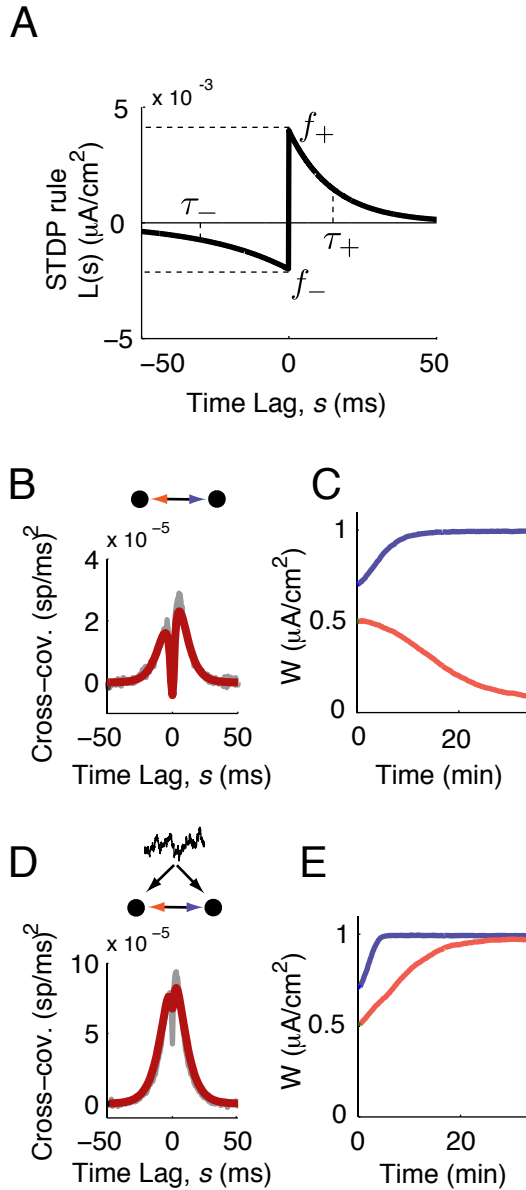 A
x 10 -3
5
f+
STDP rule
L(s) (µA/cm2)
τ−
0
τ+
f−
−5
−50 0 50
Time Lag, s (ms)
B
C
x 10 -5
Cross−cov. (sp/ms)2
4
2
0
−50 0 50
Time Lag, s (ms)
W (µA/cm2)
1
0.5
0
0 20
Time (min)
D
E
x 10 -5
Cross−cov. (sp/ms)2
10
5
0
−50 0 50
Time Lag, s (ms)
W (µA/cm2)
1
0.5
0
0 20
Time (min)